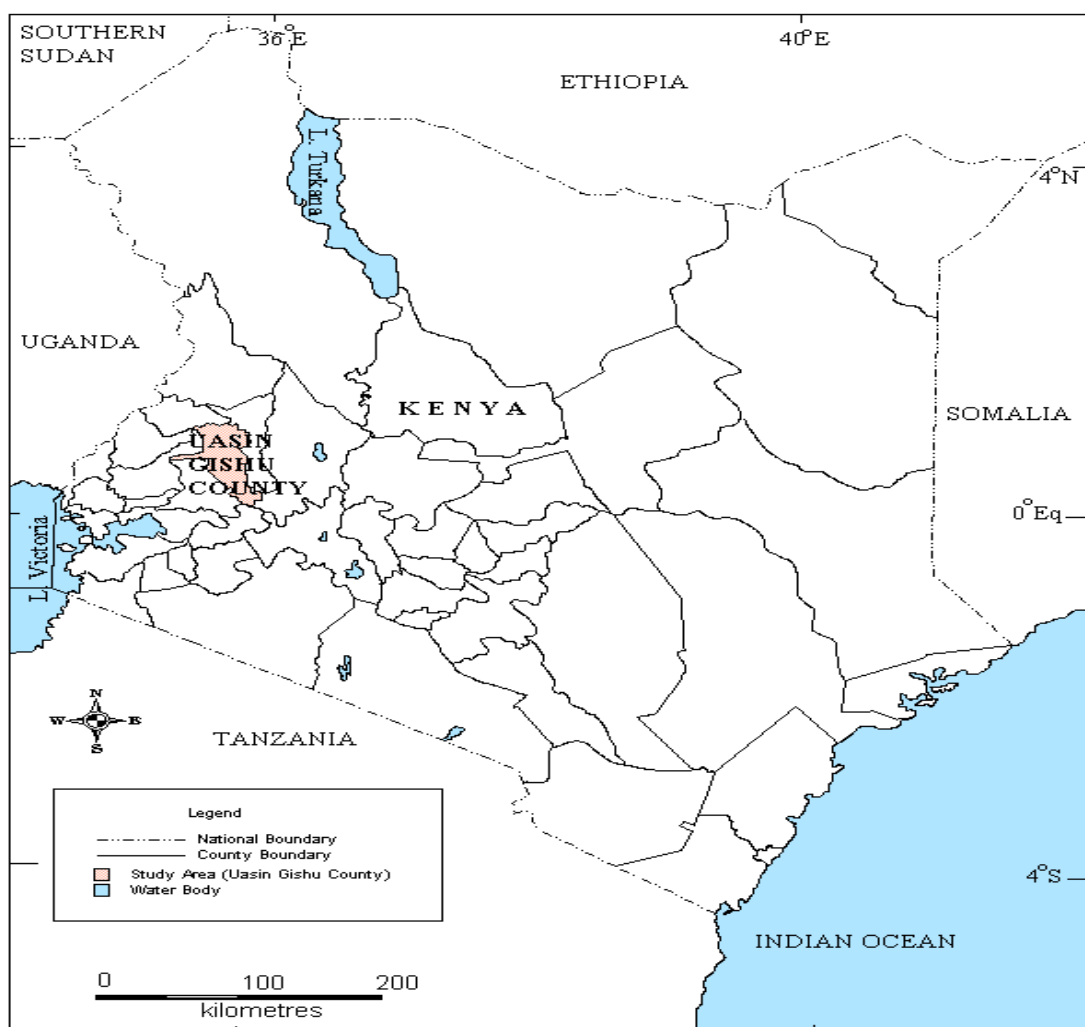 SOUTHERN
SUDAN
36°E
40°E
ETHIOPIA
L. Turkana
4°N
UGANDA
KENYA
SOMALIA
UASIN
GISHU
COUNTY
0°Eq
L. Victoria
N
W
E
S
TANZANIA
Legend
National Boundary
County Boundary
Study Area (Uasin Gishu County)
Water Body
4°S
INDIAN OCEAN
0 100 200
kilometres